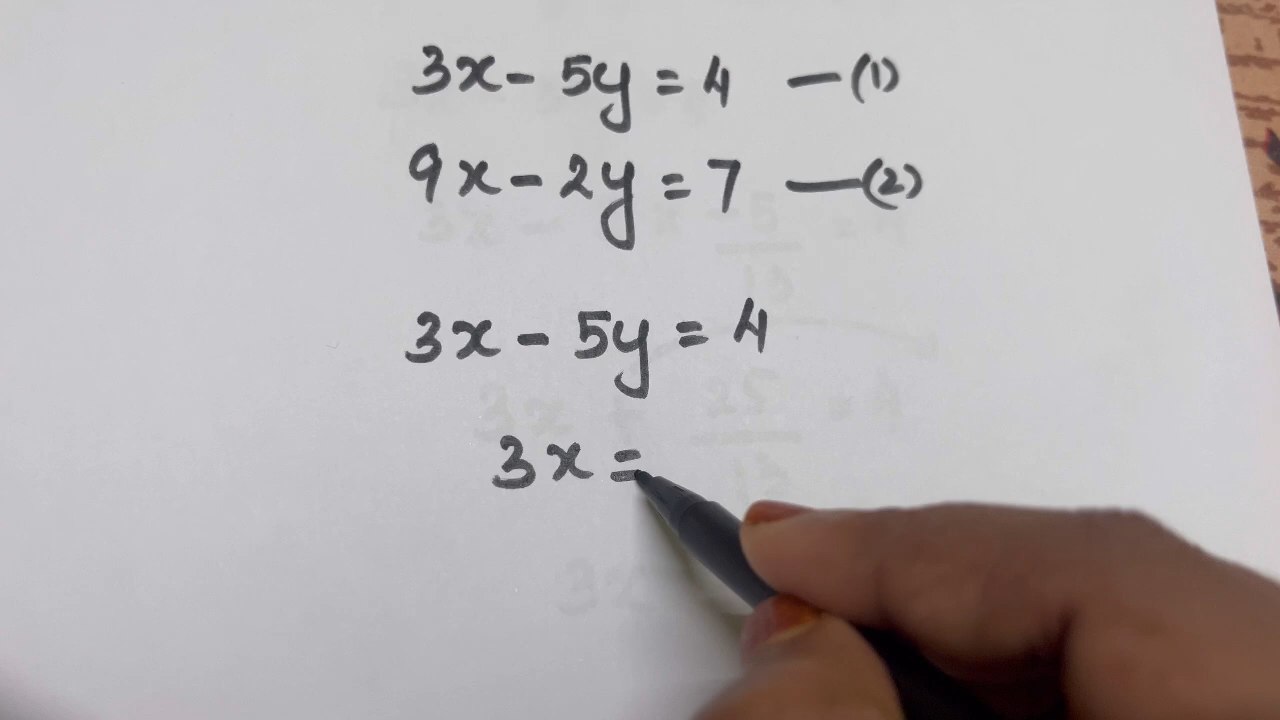 3x - 5y = 4 — (1)
9x - 2y = 7 — (2)
3x - 5y = 4
3x =